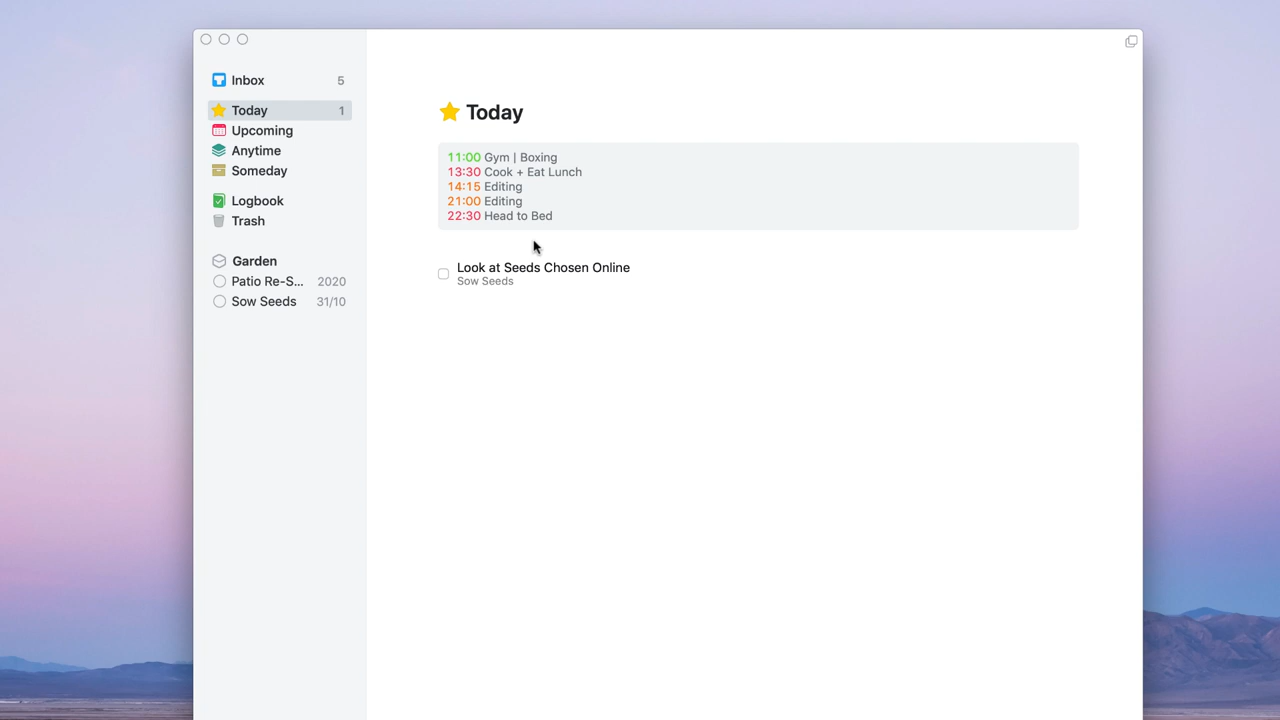 Inbox 5
Today 1
Upcoming
Anytime
Someday
Logbook
Trash
Garden
Patio Re-S... 2020
Sow Seeds 31/10
Today
11:00 Gym | Boxing
13:30 Cook + Eat Lunch
14:15 Editing
21:00 Editing
22:30 Head to Bed
Look at Seeds Chosen Online
Sow Seeds